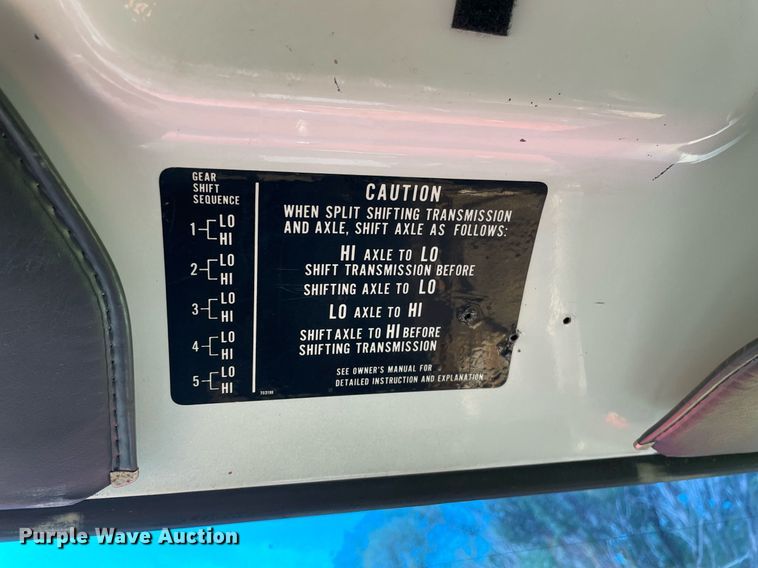 GEAR
SHIFT
SEQUENCE
1 LO
HI
2 LO
HI
3 LO
HI
4 LO
HI
5 LO
HI
CAUTION
WHEN SPLIT SHIFTING TRANSMISSION
AND AXLE, SHIFT AXLE AS FOLLOWS:
HI AXLE TO LO
SHIFT TRANSMISSION BEFORE
SHIFTING AXLE TO LO
LO AXLE TO HI
SHIFT AXLE TO HI BEFORE
SHIFTING TRANSMISSION
SEE OWNER'S MANUAL FOR
DETAILED INSTRUCTION AND EXPLANATION
Purple Wave Auction